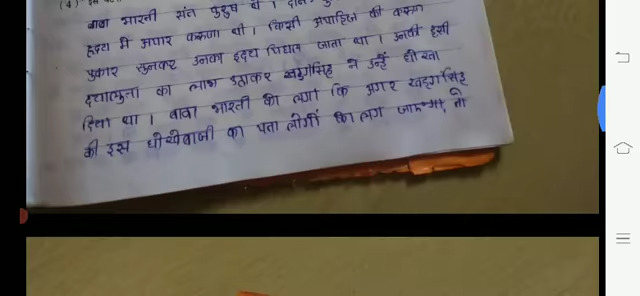 (4)
बाबा भारती संत पुरुष थे ।
हृदय में अपार करुणा थी । किसी अपाहिज की करुण
पुकार सुनकर उनका हृदय पिघल जाता था । उनकी इसी
दयालुता का लाभ उठाकर खड्गसिंह ने उन्हें धोखा
दिया था । बाबा भारती को लगा कि अगर खड्गसिंह
की इस धोखेबाजी का पता लोगों को लग जाएगा, तो